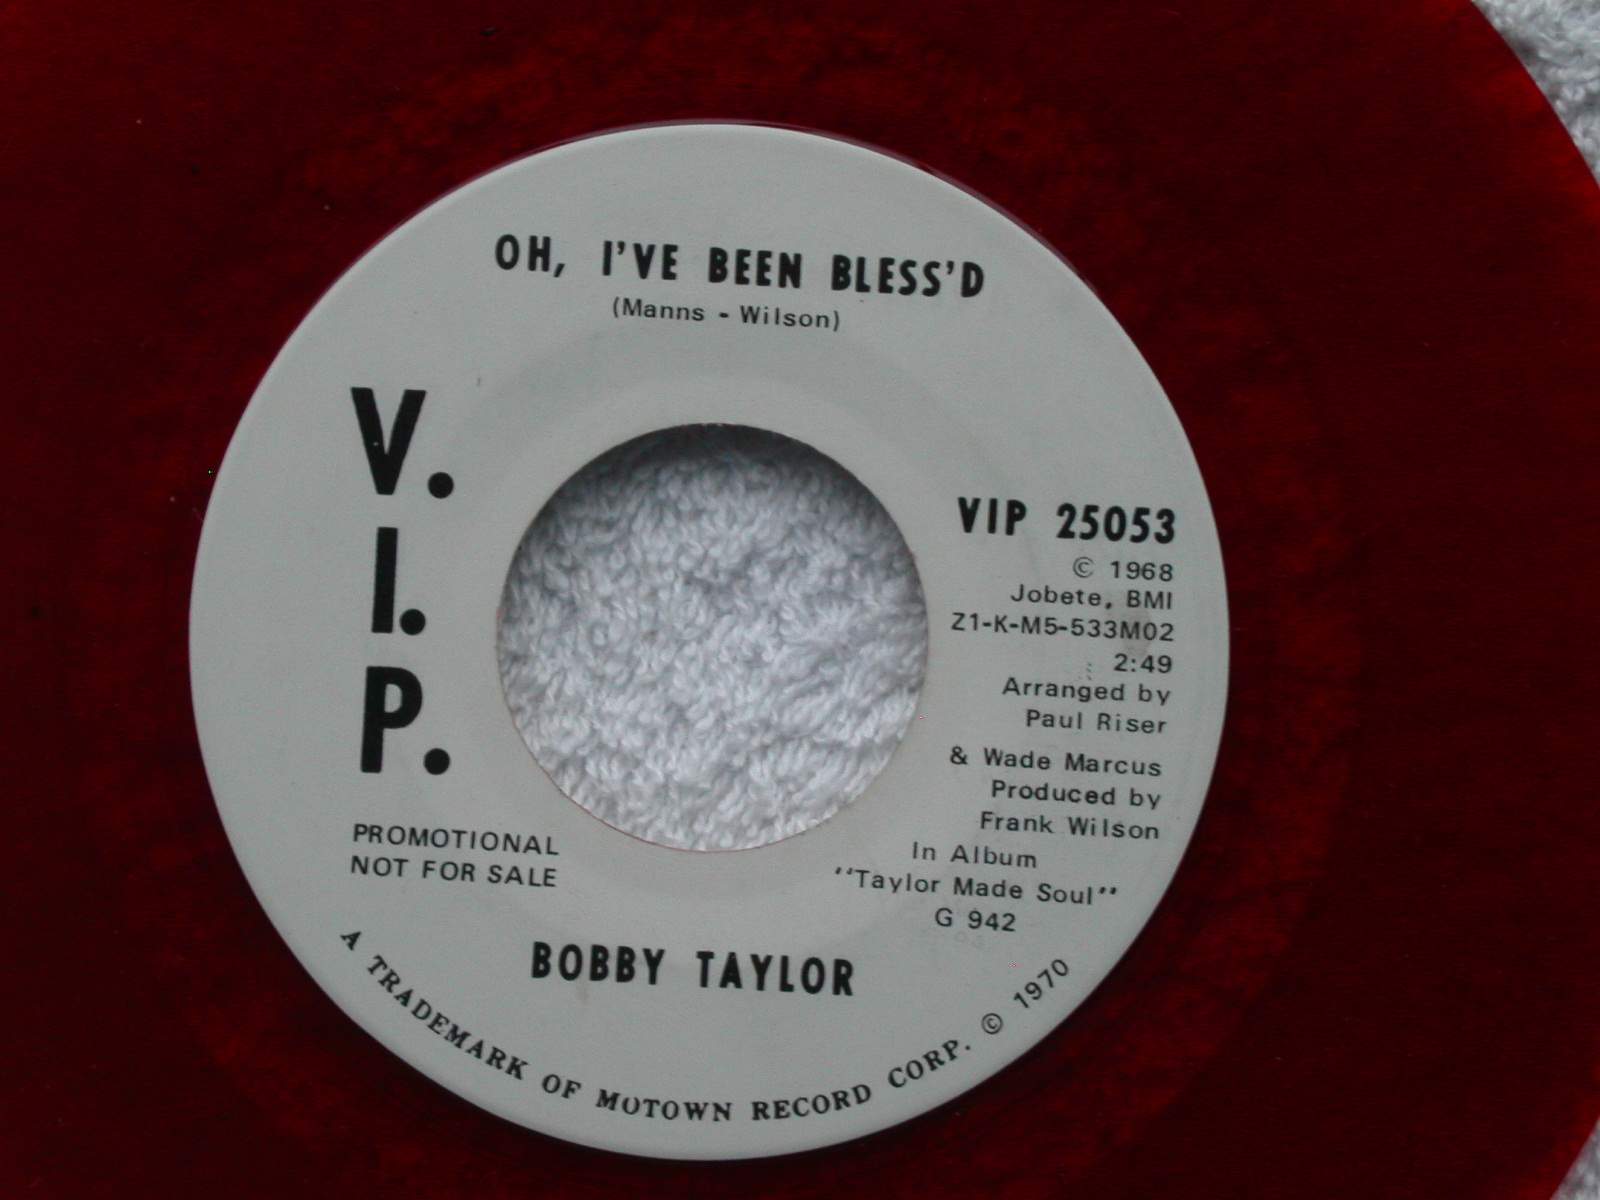 OH, I'VE BEEN BLESS'D
(Manns - Wilson)
V.
I.
P.
VIP 25053
© 1968
Jobete, BMI
Z1-K-M5-533M02
2:49
Arranged by
Paul Riser
& Wade Marcus
Produced by
Frank Wilson
In Album
"Taylor Made Soul"
G 942
PROMOTIONAL
NOT FOR SALE
BOBBY TAYLOR
A TRADEMARK OF MOTOWN RECORD CORP. © 1970